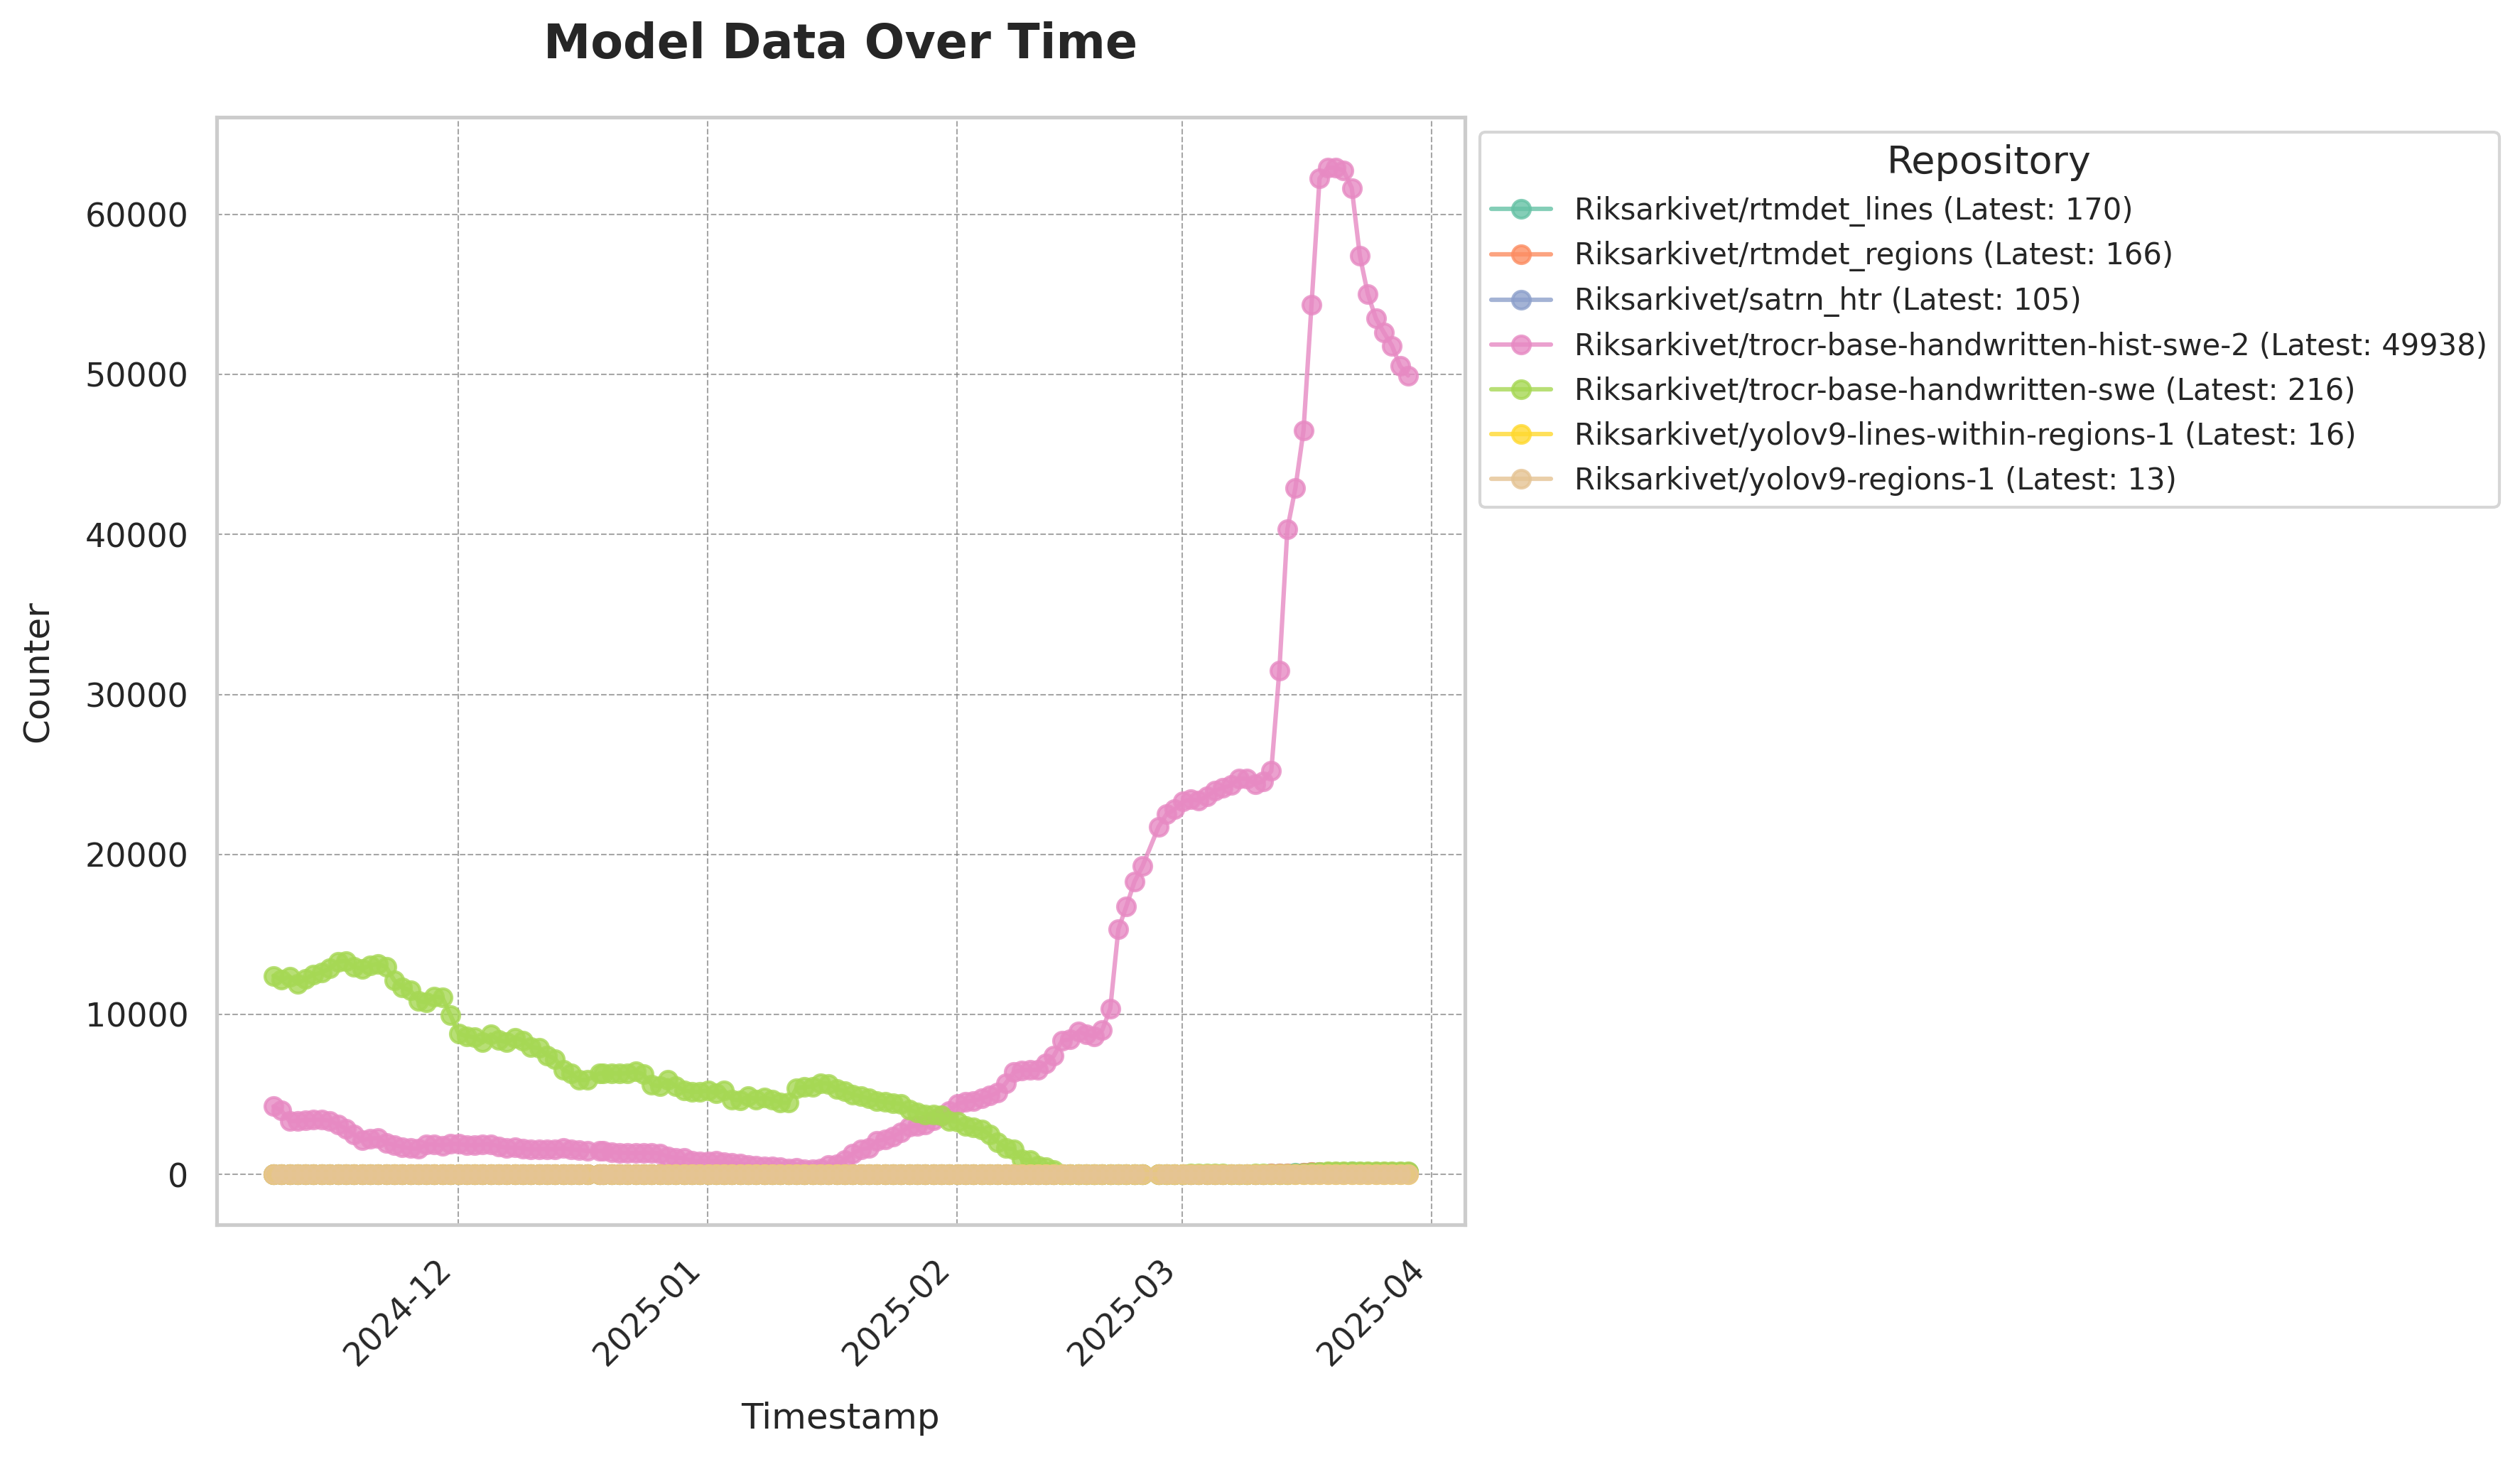 Model Data Over Time
Repository
Riksarkivet/rtmdet_lines (Latest: 170)
Riksarkivet/rtmdet_regions (Latest: 166)
Riksarkivet/satrn_htr (Latest: 105)
Riksarkivet/trocr-base-handwritten-hist-swe-2 (Latest: 49938)
Riksarkivet/trocr-base-handwritten-swe (Latest: 216)
Riksarkivet/yolov9-lines-within-regions-1 (Latest: 16)
Riksarkivet/yolov9-regions-1 (Latest: 13)
Counter
60000
50000
40000
30000
20000
10000
0
2024-12
2025-01
2025-02
2025-03
2025-04
Timestamp